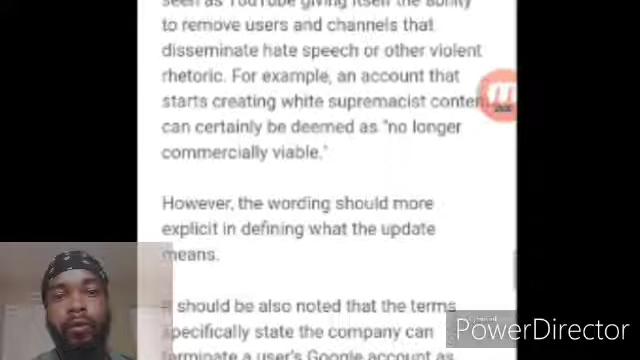 seen as YouTube giving itself the ability
to remove users and channels that
disseminate hate speech or other violent
rhetoric. For example, an account that
starts creating white supremacist conten
can certainly be deemed as "no longer
commercially viable."
However, the wording should more
explicit in defining what the update
means.
should be also noted that the terms
specifically state the company can
terminate a user's Google account as
PowerDirector